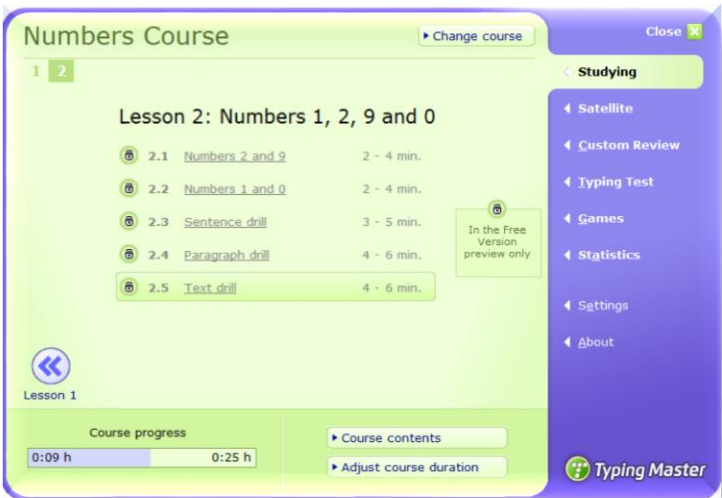 Numbers Course
Change course
Close
1 2
Studying
Lesson 2: Numbers 1, 2, 9 and 0
Satellite
2.1 Numbers 2 and 9 2 - 4 min.
Custom Review
2.2 Numbers 1 and 0 2 - 4 min.
Typing Test
2.3 Sentence drill 3 - 5 min.
Games
In the Free
Version
preview only
2.4 Paragraph drill 4 - 6 min.
Statistics
2.5 Text drill 4 - 6 min.
Settings
About
Lesson 1
Course progress
0:09 h 0:25 h
Course contents
Adjust course duration
Typing Master